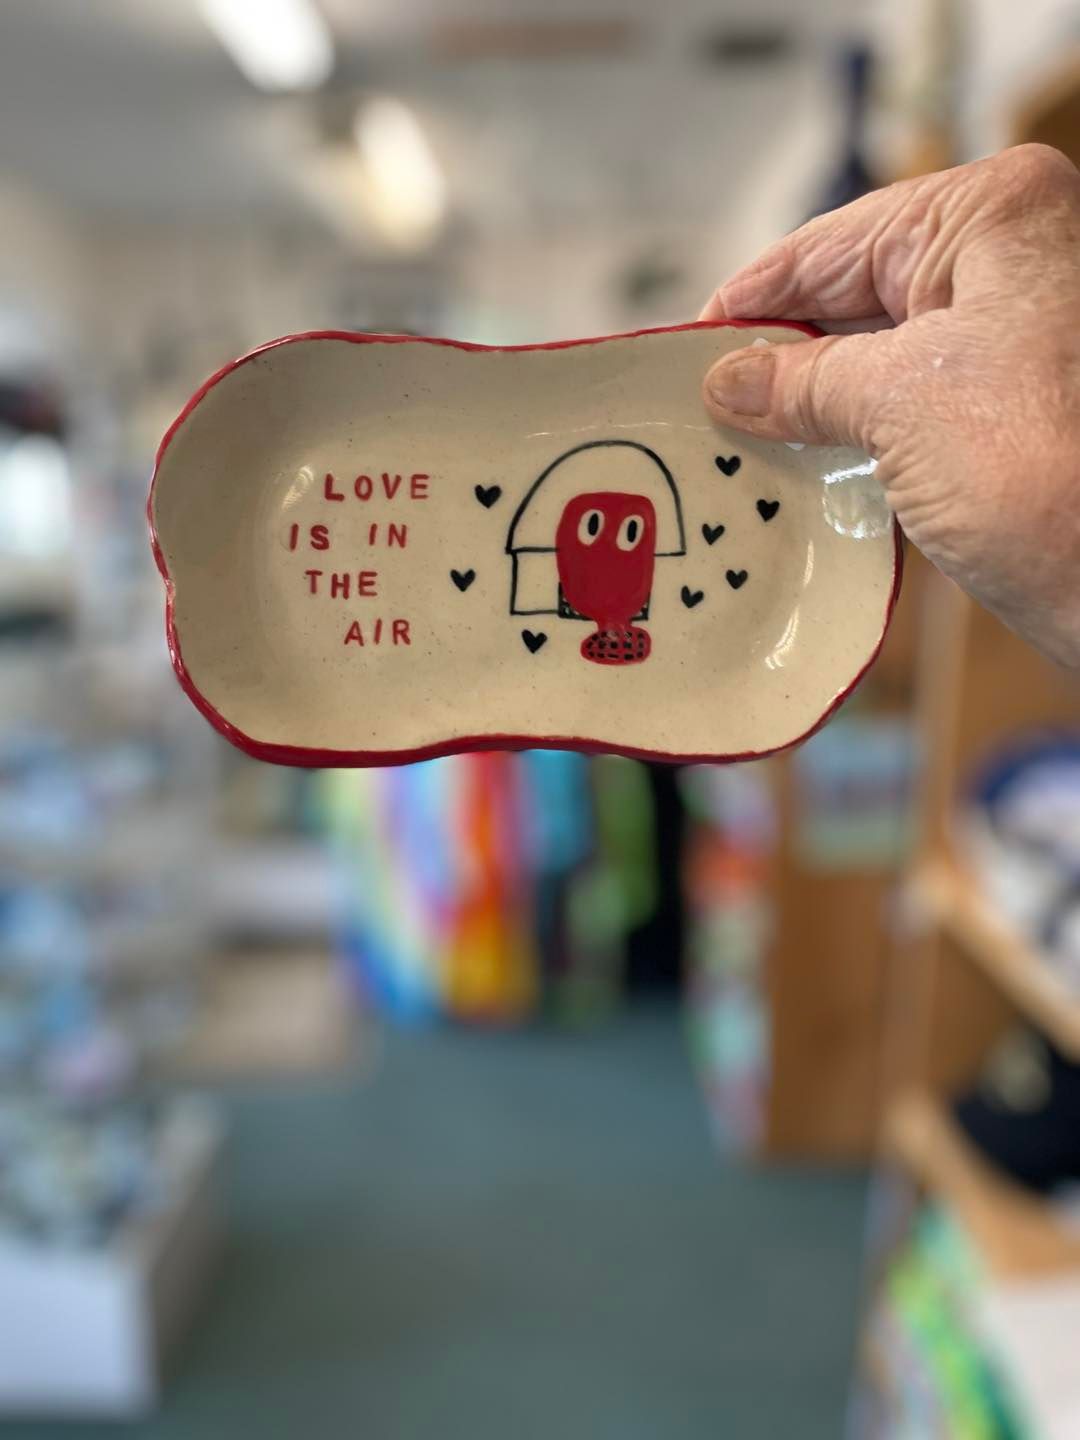 LOVE
IS IN
THE
AIR